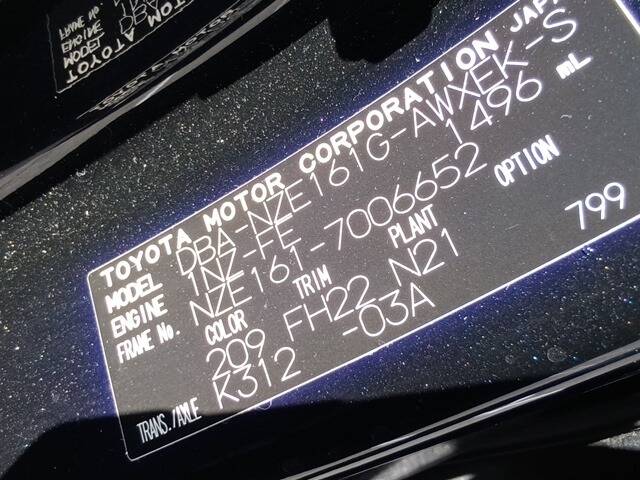 TOYOTA MOTOR CORPORATION JAPA
MODEL DBA-NZE161G-AWXEK-S
ENGINE 1NZ-FE 1496 mL
FRAME No. NZE161-7006652
COLOR TRIM PLANT OPTION
209 FH22 N21 799
TRANS./AXLE K312 -03A